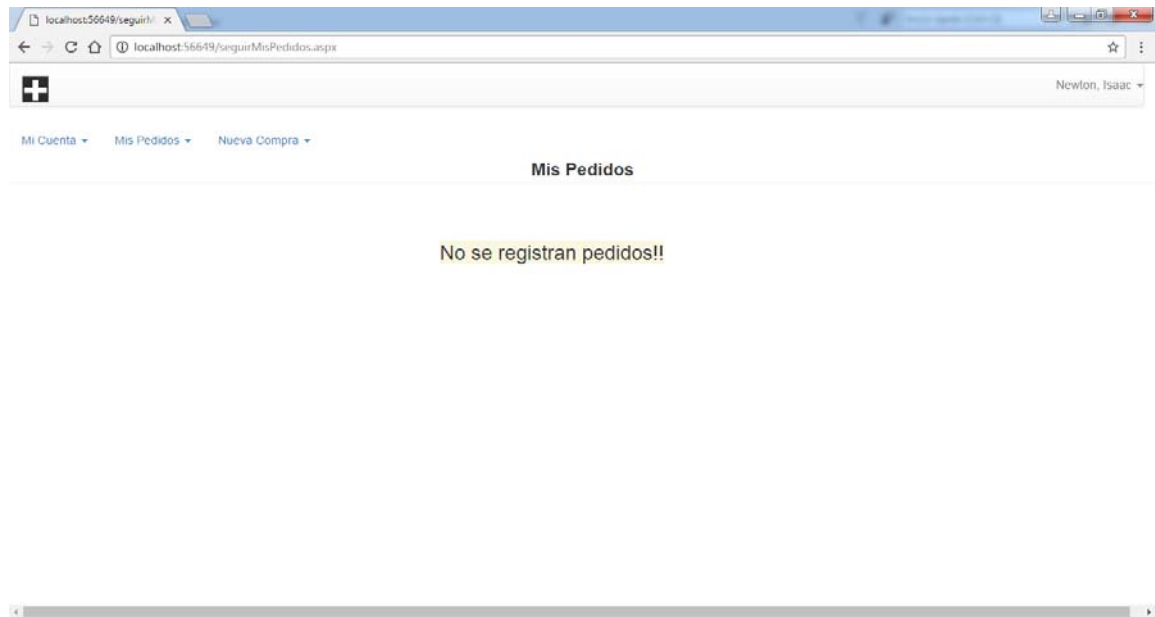 localhost:56649/seguirM
localhost:56649/seguirMisPedidos.aspx
Newton, Isaac
Mi Cuenta Mis Pedidos Nueva Compra
Mis Pedidos
No se registran pedidos!!